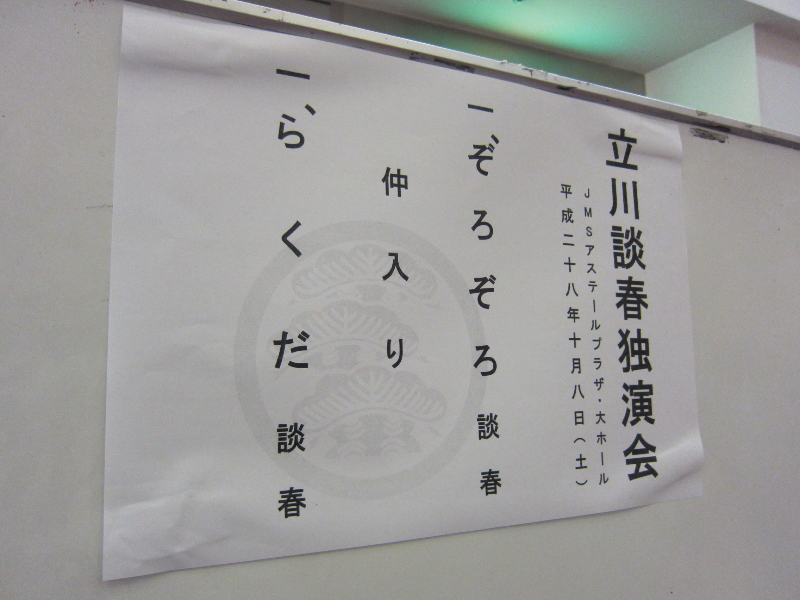 立川談春独演会
JMSアステールプラザ・大ホール
平成二十八年十月八日(土)
一、ぞろぞろ 談春
仲入り
一、らくだ 談春